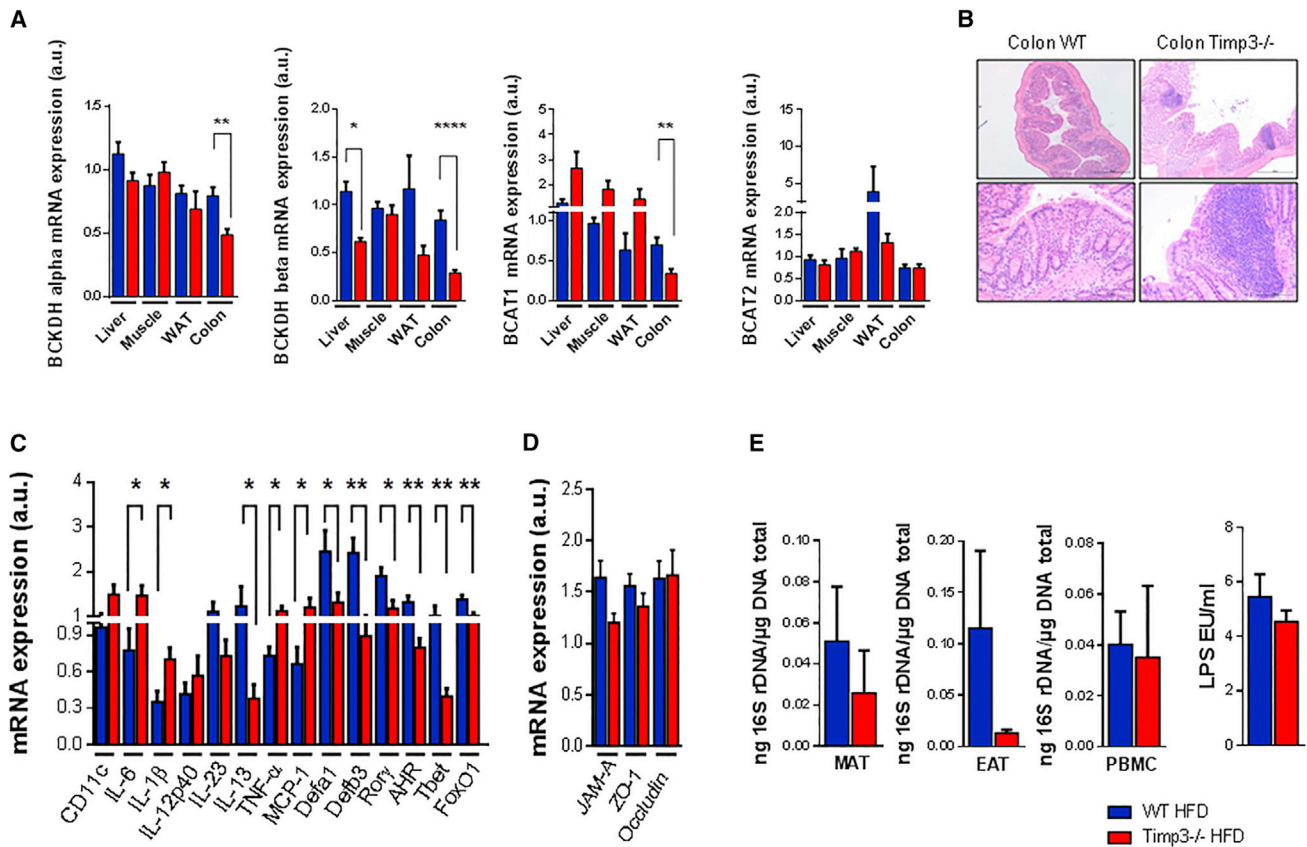 A
BCKDH alpha mRNA expression (a.u.)
1.5
1.0
0.5
0.0
**
Liver
Muscle
WAT
Colon
BCKDH beta mRNA expression (a.u.)
2.0
1.5
1.0
0.5
0.0
*
****
Liver
Muscle
WAT
Colon
BCAT1 mRNA expression (a.u.)
5
4
3
2
1.0
0.5
0.0
**
Liver
Muscle
WAT
Colon
BCAT2 mRNA expression (a.u.)
15
10
5
2.0
1.5
1.0
0.5
0.0
Liver
Muscle
WAT
Colon
B
Colon WT
Colon Timp3-/-
C
mRNA expression (a.u.)
4
3
2
1
0.9
0.6
0.3
0.0
* * * * * * ** * ** ** **
CD11c
IL-6
IL-1β
IL-12p40
IL-23
IL-13
TNF-α
MCP-1
Defa1
Defb3
Rorγ
AHR
Tbet
FoxO1
D
mRNA expression (a.u.)
2.5
2.0
1.5
1.0
0.5
0.0
JAM-A
ZO-1
Occludin
E
ng 16S rDNA/µg DNA total
0.10
0.08
0.06
0.04
0.02
0.00
MAT
ng 16S rDNA/µg DNA total
0.20
0.15
0.10
0.05
0.00
EAT
ng 16S rDNA/µg DNA total
0.08
0.06
0.04
0.02
0.00
PBMC
LPS EU/ml
8
6
4
2
0
WT HFD
Timp3-/- HFD